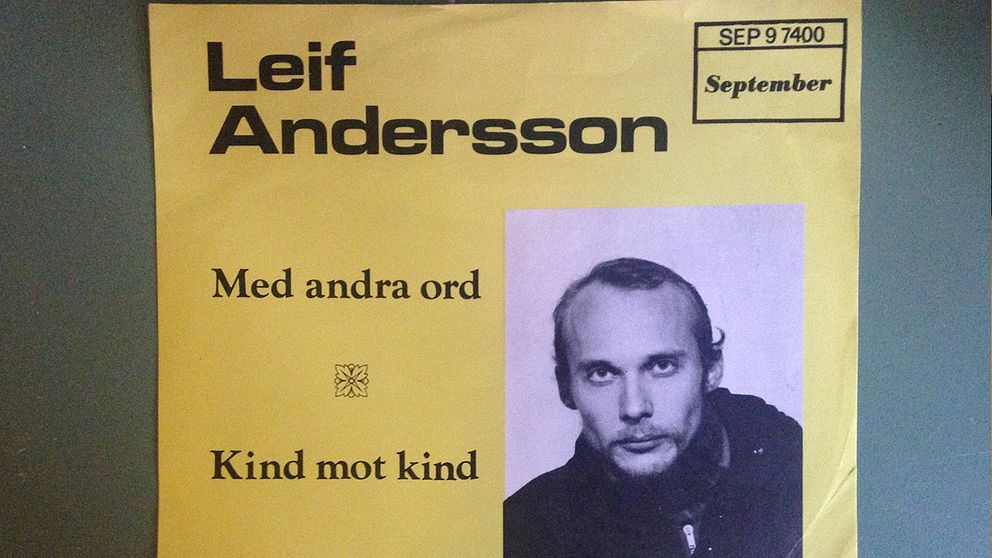 Leif
Andersson
SEP 9 7400
September
Med andra ord
Kind mot kind